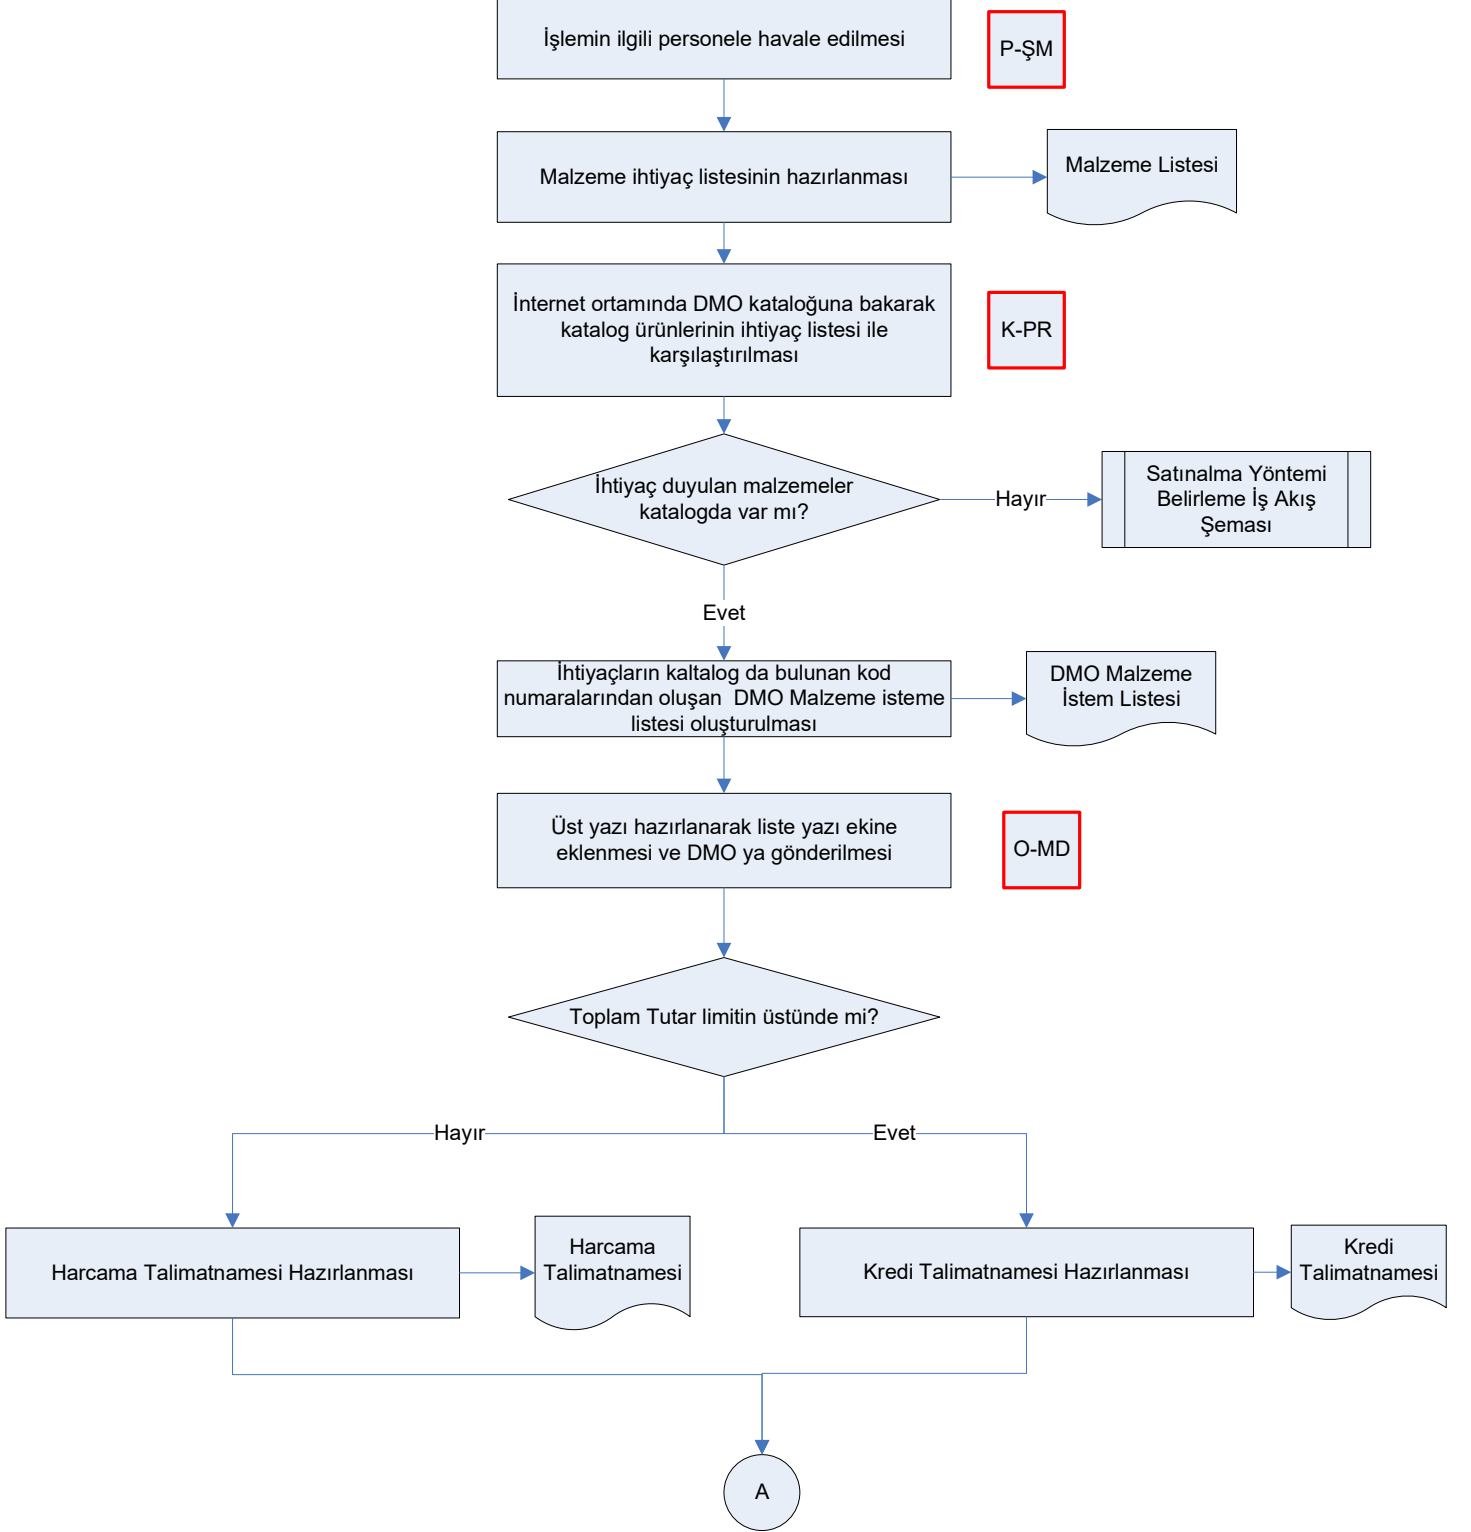 İşlemin ilgili personele havale edilmesi
P-ŞM
Malzeme ihtiyaç listesinin hazırlanması
Malzeme Listesi
İnternet ortamında DMO kataloğuna bakarak
katalog ürünlerinin ihtiyaç listesi ile
karşılaştırılması
K-PR
İhtiyaç duyulan malzemeler
katalogda var mı?
Hayır
Satınalma Yöntemi
Belirleme İş Akış
Şeması
Evet
İhtiyaçların kaltalog da bulunan kod
numaralarından oluşan  DMO Malzeme isteme
listesi oluşturulması
DMO Malzeme
İstem Listesi
Üst yazı hazırlanarak liste yazı ekine
eklenmesi ve DMO ya gönderilmesi
O-MD
Toplam Tutar limitin üstünde mi?
Hayır
Evet
Harcama Talimatnamesi Hazırlanması
Harcama
Talimatnamesi
Kredi Talimatnamesi Hazırlanması
Kredi
Talimatnamesi
A